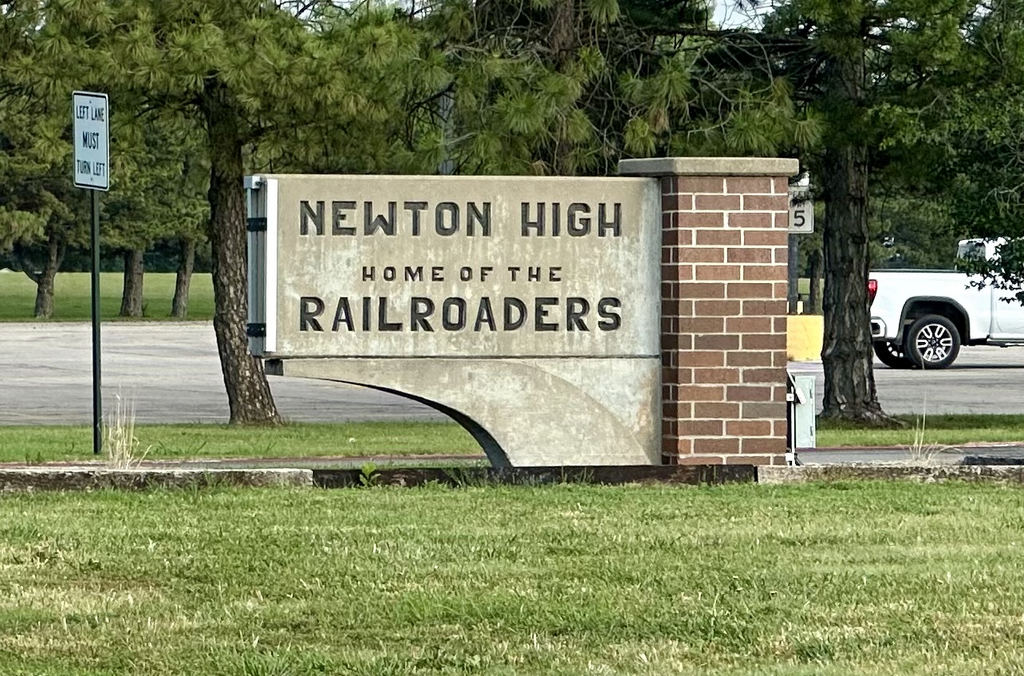 LEFT LANE
MUST
TURN LEFT
NEWTON HIGH
HOME OF THE
RAILROADERS
5